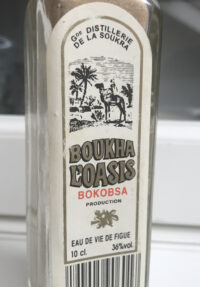 Gde DISTILLERIE
DE LA SOUKRA
BOUKHA
L'OASIS
BOKOBSA
PRODUCTION
EAU DE VIE DE FIGUE
10 cl. 36%vol.